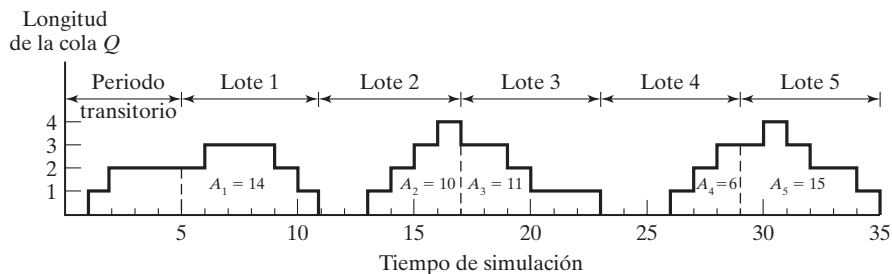 Longitud
de la cola Q
Periodo
transitorio
Lote 1
Lote 2
Lote 3
Lote 4
Lote 5
4
3
2
1
A1 = 14
A2 = 10
A3 = 11
A4 = 6
A5 = 15
5
10
15
20
25
30
35
Tiempo de simulación